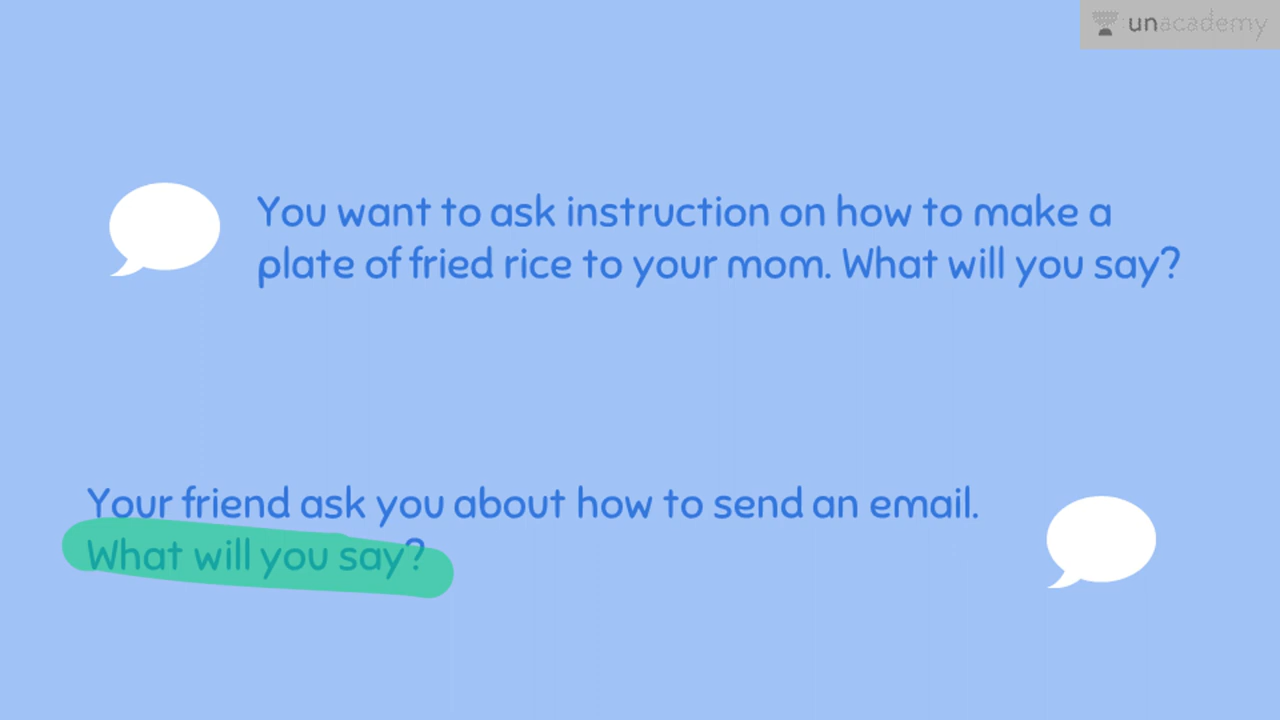 unacademy
You want to ask instruction on how to make a
plate of fried rice to your mom. What will you say?
Your friend ask you about how to send an email.
What will you say?